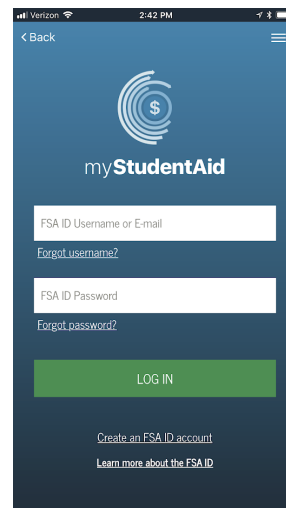 Verizon 2:42 PM
< Back
$
myStudentAid
FSA ID Username or E-mail
Forgot username?
FSA ID Password
Forgot password?
LOG IN
Create an FSA ID account
Learn more about the FSA ID